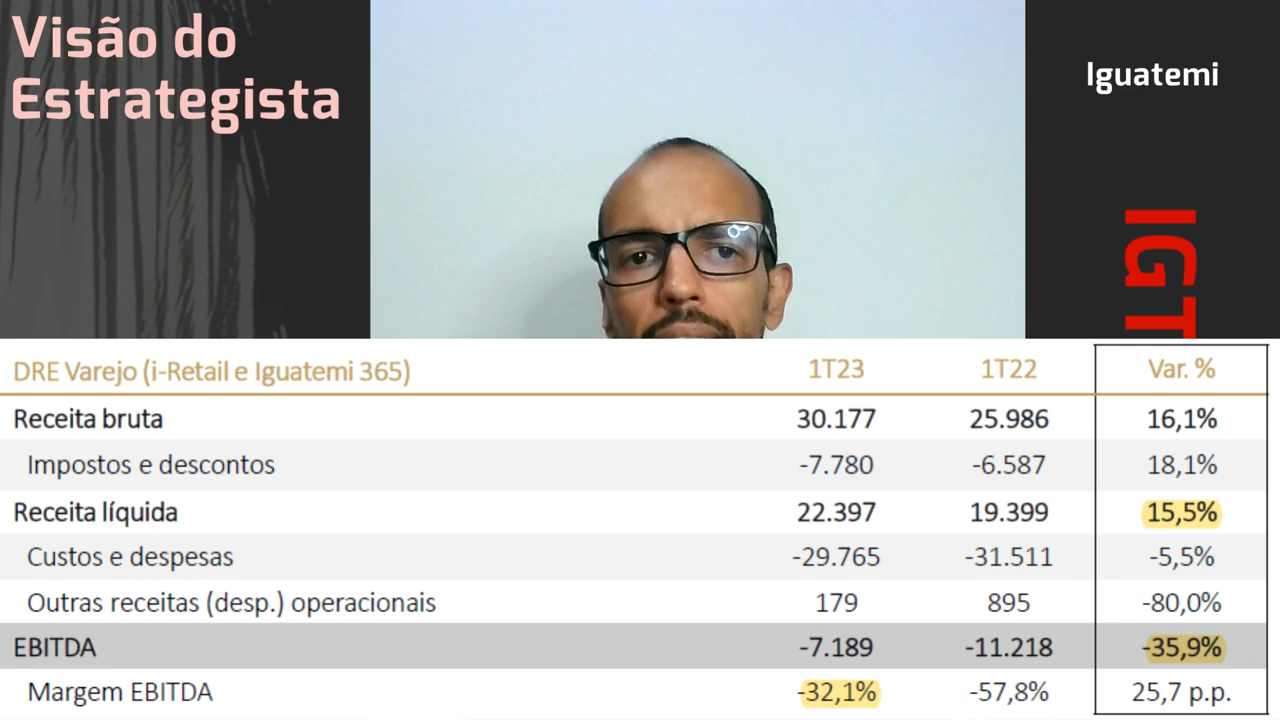 Visão do
Estrategista
Iguatemi
IGT
DRE Varejo (i-Retail e Iguatemi 365) 1T23 1T22 Var. %
Receita bruta 30.177 25.986 16,1%
Impostos e descontos -7.780 -6.587 18,1%
Receita líquida 22.397 19.399 15,5%
Custos e despesas -29.765 -31.511 -5,5%
Outras receitas (desp.) operacionais 179 895 -80,0%
EBITDA -7.189 -11.218 -35,9%
Margem EBITDA -32,1% -57,8% 25,7 p.p.